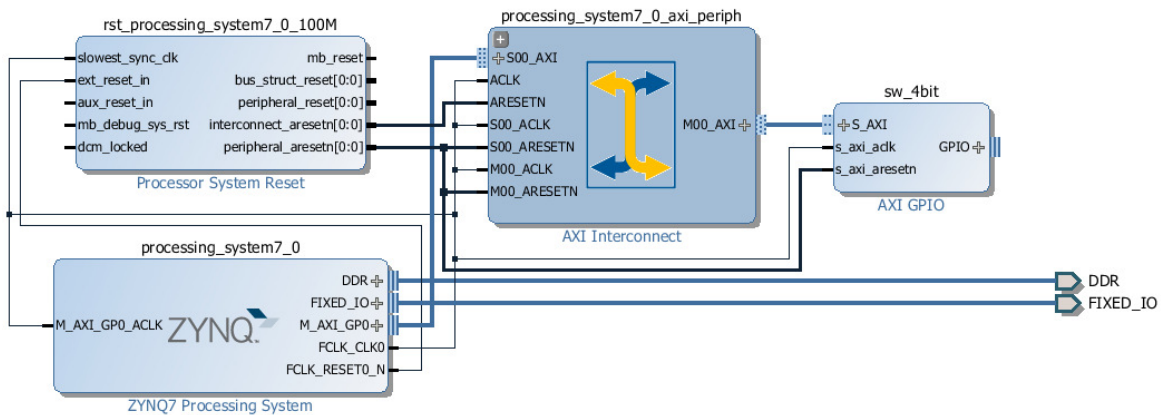 rst_processing_system7_0_100M
slowest_sync_clk
ext_reset_in
aux_reset_in
mb_debug_sys_rst
dcm_locked
mb_reset
bus_struct_reset[0:0]
peripheral_reset[0:0]
interconnect_aresetn[0:0]
peripheral_aresetn[0:0]
Processor System Reset
processing_system7_0_axi_periph
S00_AXI
ACLK
ARESETN
S00_ACLK
S00_ARESETN
M00_ACLK
M00_ARESETN
M00_AXI
AXI Interconnect
sw_4bit
S_AXI
s_axi_aclk
s_axi_aresetn
GPIO
AXI GPIO
processing_system7_0
M_AXI_GP0_ACLK
ZYNQ
DDR
FIXED_IO
M_AXI_GP0
FCLK_CLK0
FCLK_RESET0_N
ZYNQ7 Processing System
DDR
FIXED_IO